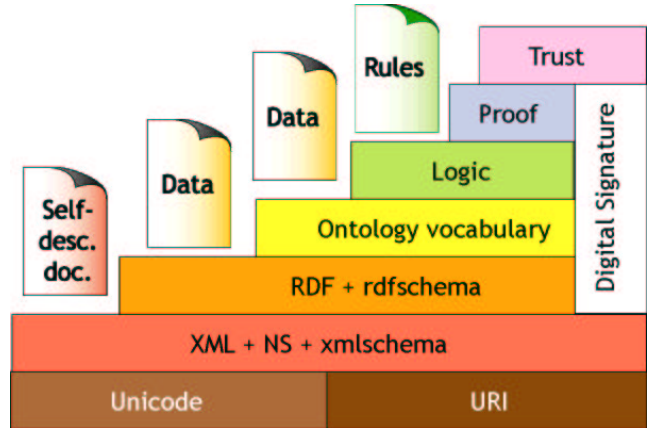 Trust
Rules
Proof
Data
Logic
Data
Self-
desc.
doc.
Ontology vocabulary
Digital Signature
RDF + rdfschema
XML + NS + xmlschema
Unicode
URI